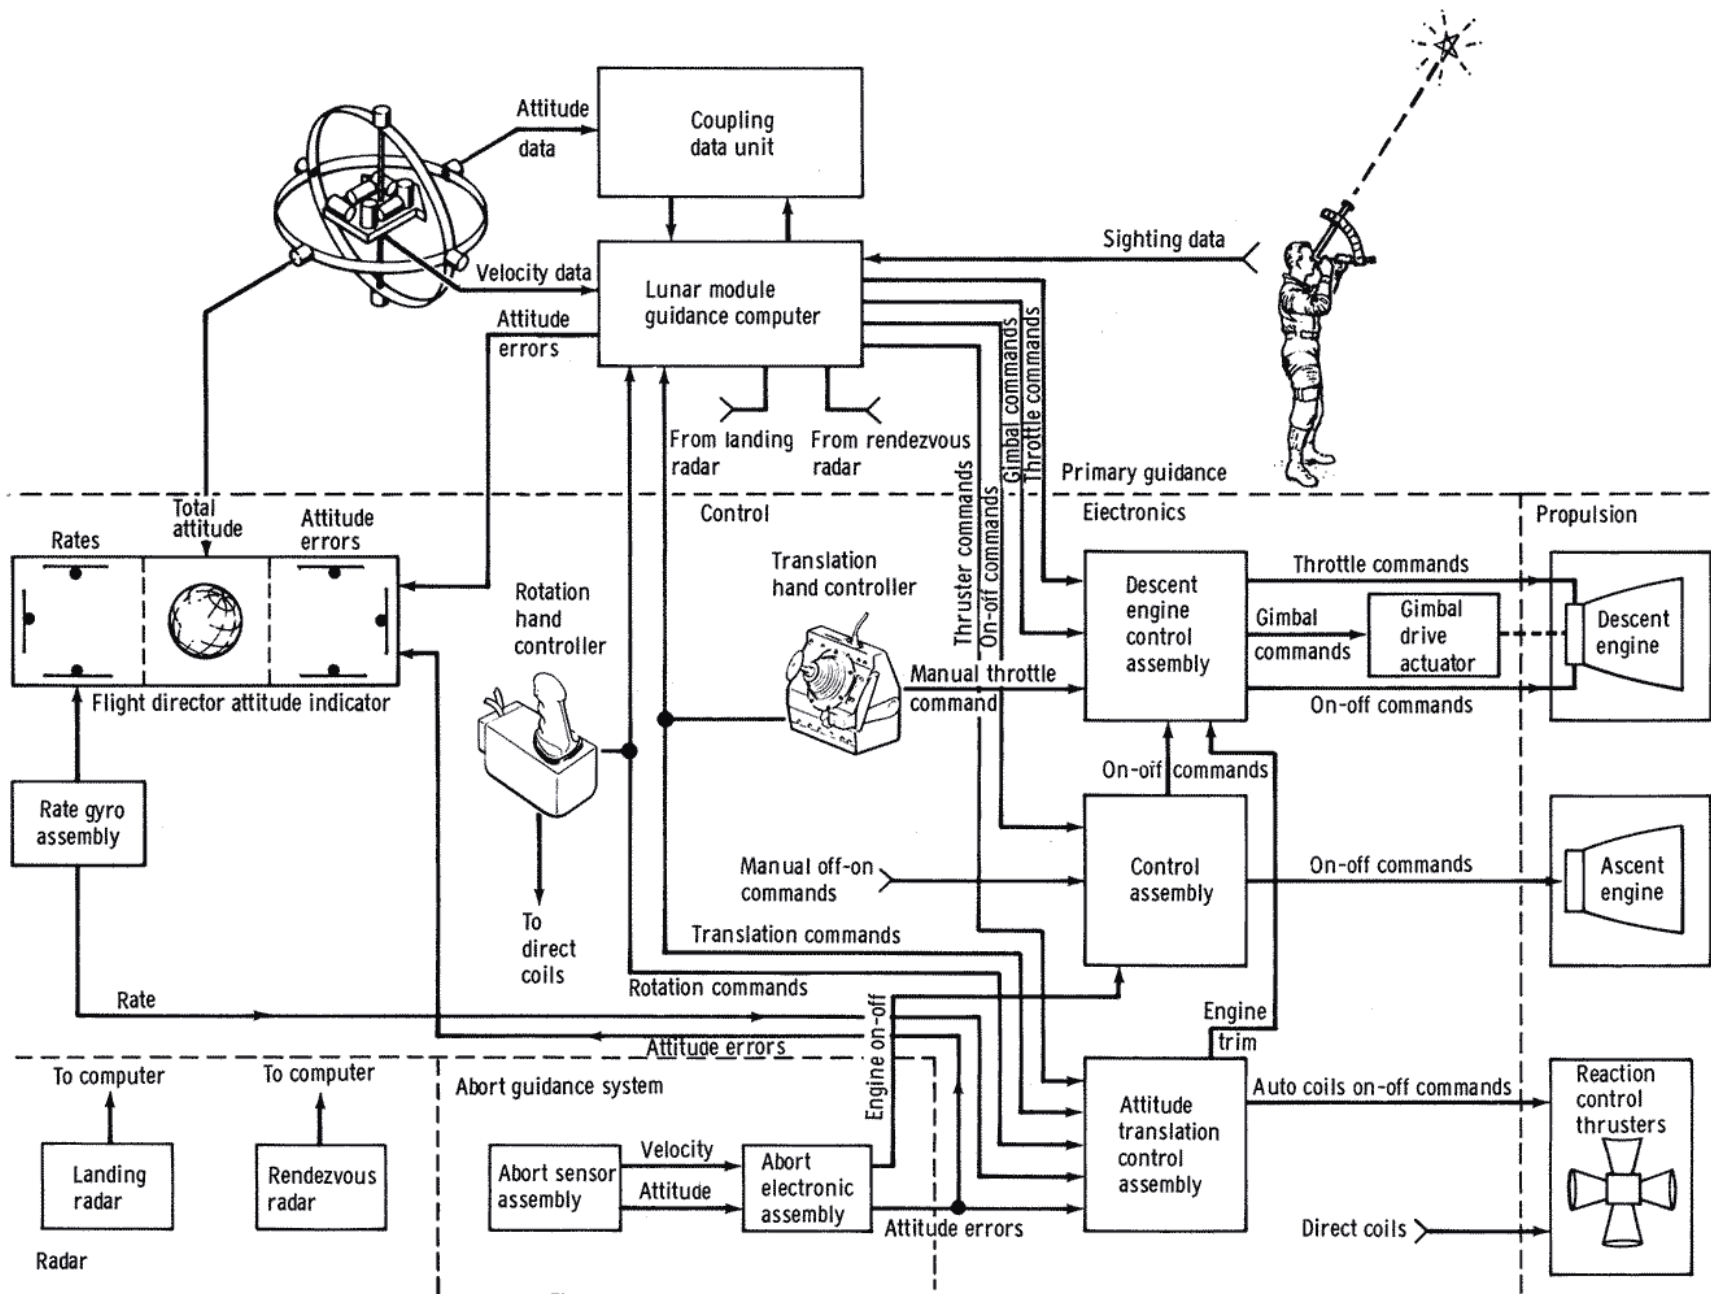 Attitude
data
Coupling
data unit
Sighting data
Velocity data
Lunar module
guidance computer
Attitude
errors
Gimbal commands
Throttle commands
From landing
radar
From rendezvous
radar
Thruster commands
On-off commands
Primary guidance
Total
attitude
Control
Electronics
Propulsion
Rates
Attitude
errors
Flight director attitude indicator
Rotation
hand
controller
Translation
hand controller
Manual throttle
command
Descent
engine
control
assembly
Throttle commands
Gimbal
commands
Gimbal
drive
actuator
On-off commands
Descent
engine
On-off commands
Rate gyro
assembly
To
direct
coils
Manual off-on
commands
Control
assembly
On-off commands
Ascent
engine
Translation commands
Rotation commands
Rate
Attitude errors
Engine on-off
Engine
trim
To computer
To computer
Landing
radar
Rendezvous
radar
Radar
Abort guidance system
Abort sensor
assembly
Velocity
Attitude
Abort
electronic
assembly
Attitude errors
Attitude
translation
control
assembly
Auto coils on-off commands
Reaction
control
thrusters
Direct coils